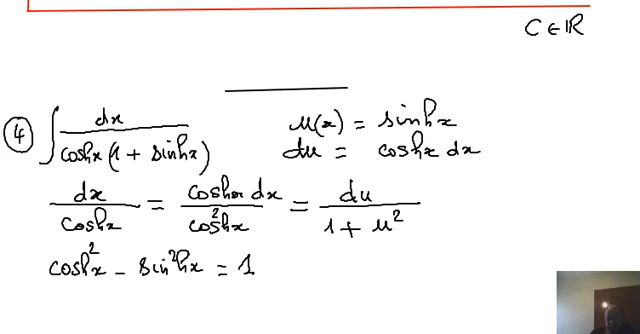 C ∈ ℝ
④ ∫ dx / (coshx (1 + sinhx))    u(x) = sinhx
du = coshx dx
dx / coshx = coshx dx / cosh²x = du / (1 + u²)
cosh²x - sin²hx = 1